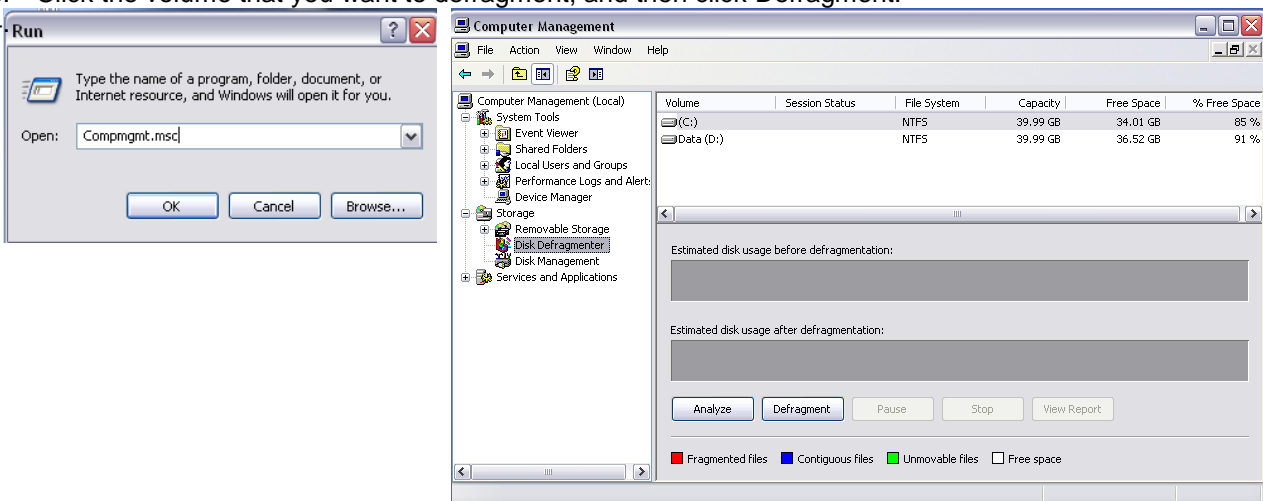 Click the volume that you want to defragment, and then click Defragment.
Run
Type the name of a program, folder, document, or
Internet resource, and Windows will open it for you.
Open: Compmgmt.msc
OK Cancel Browse...
Computer Management
File Action View Window Help
Computer Management (Local)
System Tools
Event Viewer
Shared Folders
Local Users and Groups
Performance Logs and Alert
Device Manager
Storage
Removable Storage
Disk Defragmenter
Disk Management
Services and Applications
Volume Session Status File System Capacity Free Space % Free Space
(C:) NTFS 39.99 GB 34.01 GB 85 %
Data (D:) NTFS 39.99 GB 36.52 GB 91 %
Estimated disk usage before defragmentation:
Estimated disk usage after defragmentation:
Analyze Defragment Pause Stop View Report
Fragmented files Contiguous files Unmovable files Free space